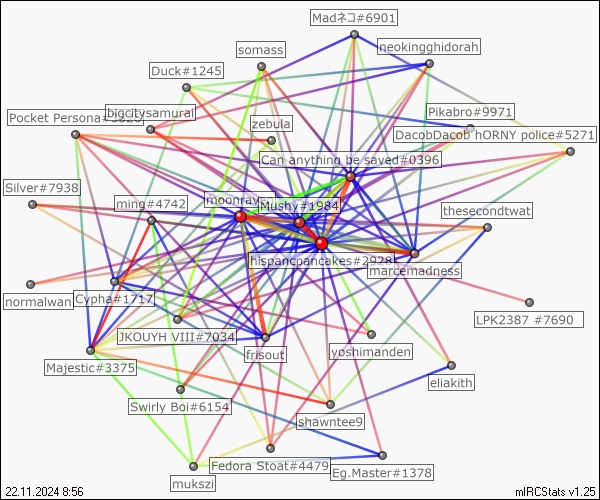 Madネコ#6901
neokingghidorah
somass
Duck#1245
Pikabro#9971
bigcitysamurai
Pocket Persona
zebula
DacobDacob hORNY police#5271
Can anything be saved#0396
Silver#7938
ming#4742
moonray
Mushy#1984
thesecondtwat
hispancpancakes#2928
marcemadness
normalwan
Cypha#1717
LPK2387 #7690
JKOUYH VIII#7034
frisout
yoshimanden
Majestic#3375
eliakith
Swirly Boi#6154
shawntee9
Fedora Stoat#4479
Eg.Master#1378
mukszi
22.11.2024 8:56
mIRCStats v1.25